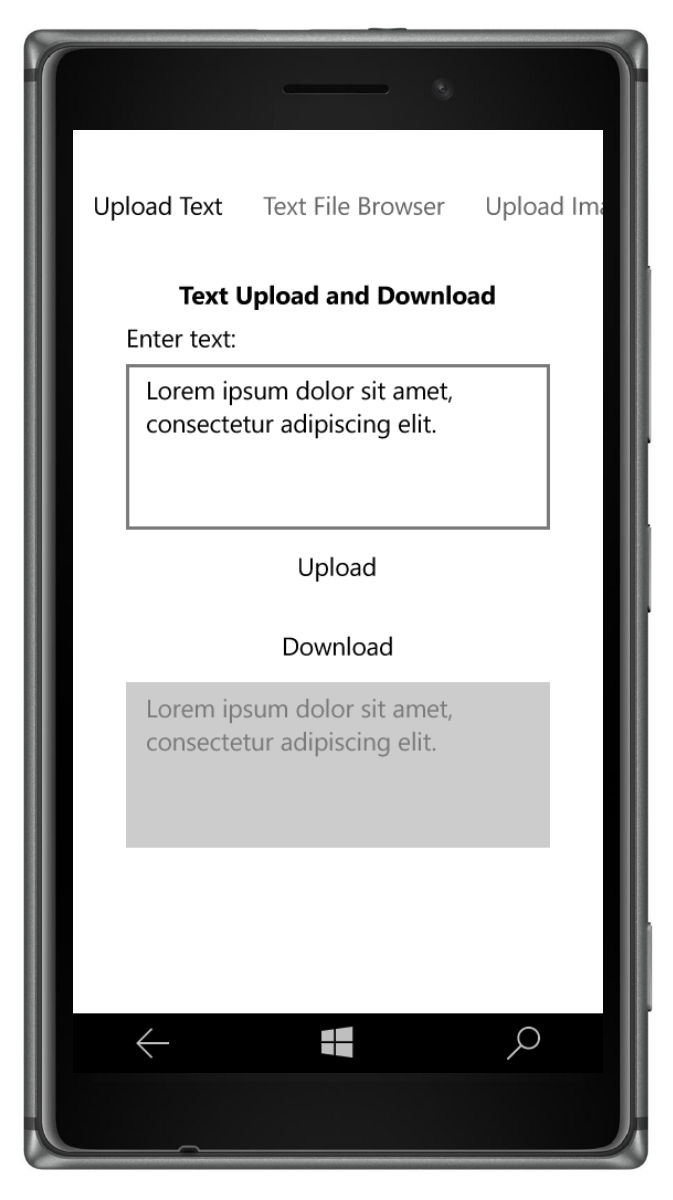 Upload Text Text File Browser Upload
Text Upload and Download
Enter text:
Lorem ipsum dolor sit amet,
consectetur adipiscing elit.
Upload
Download
Lorem ipsum dolor sit amet,
consectetur adipiscing elit.